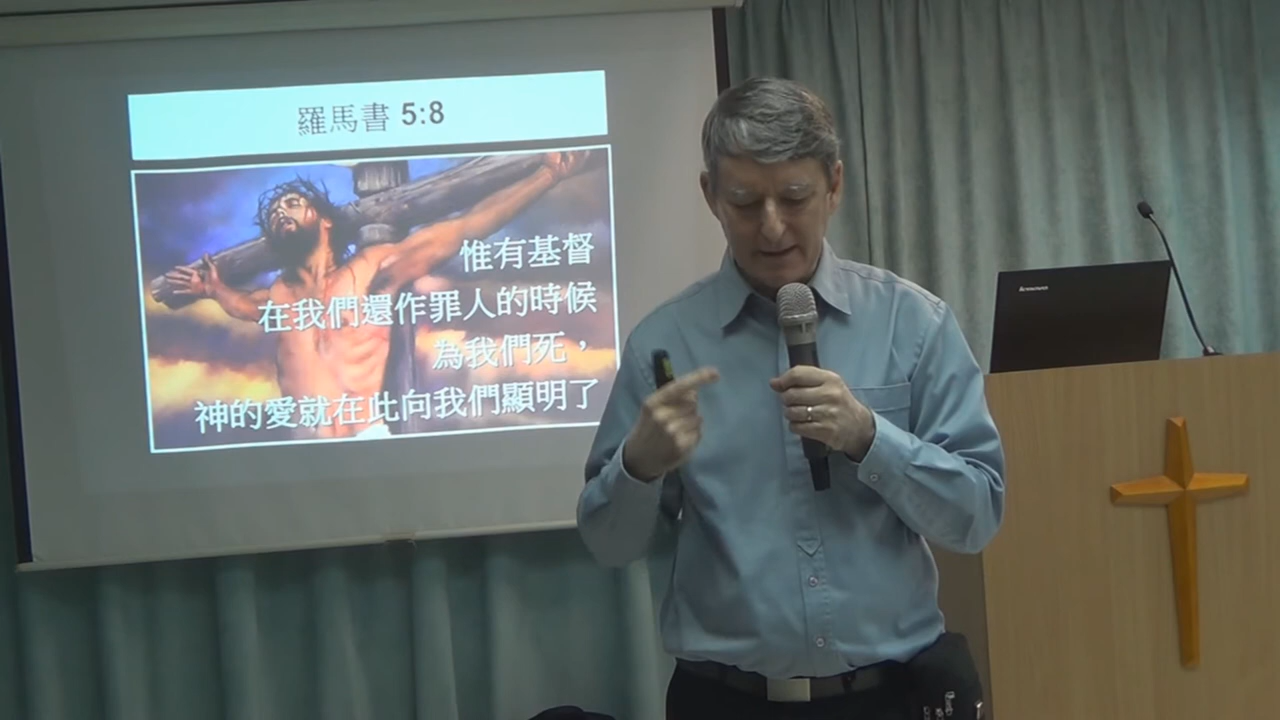 羅馬書 5:8
惟有基督
在我們還作罪人的時候
為我們死，
神的愛就在此向我們顯明了
lenovo